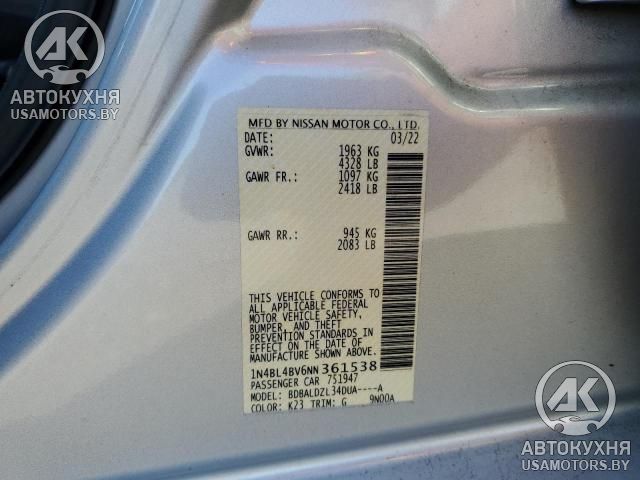 AK
АВТОКУХНЯ
USAMOTORS.BY
MFD BY NISSAN MOTOR CO., LTD.
DATE: 03/22
GVWR: 1963 KG
4328 LB
GAWR FR.: 1097 KG
2418 LB
GAWR RR.: 945 KG
2083 LB
THIS VEHICLE CONFORMS TO
ALL APPLICABLE FEDERAL
MOTOR VEHICLE SAFETY,
BUMPER, AND THEFT
PREVENTION STANDARDS IN
EFFECT ON THE DATE OF
MANUFACTURE SHOWN ABOVE.
1N4BL4BV6NN361538
PASSENGER CAR 751947
MODEL: BDBALDZL34DUA----A
COLOR: K23 TRIM: G 9N00A
AK
АВТОКУХНЯ
USAMOTORS.BY